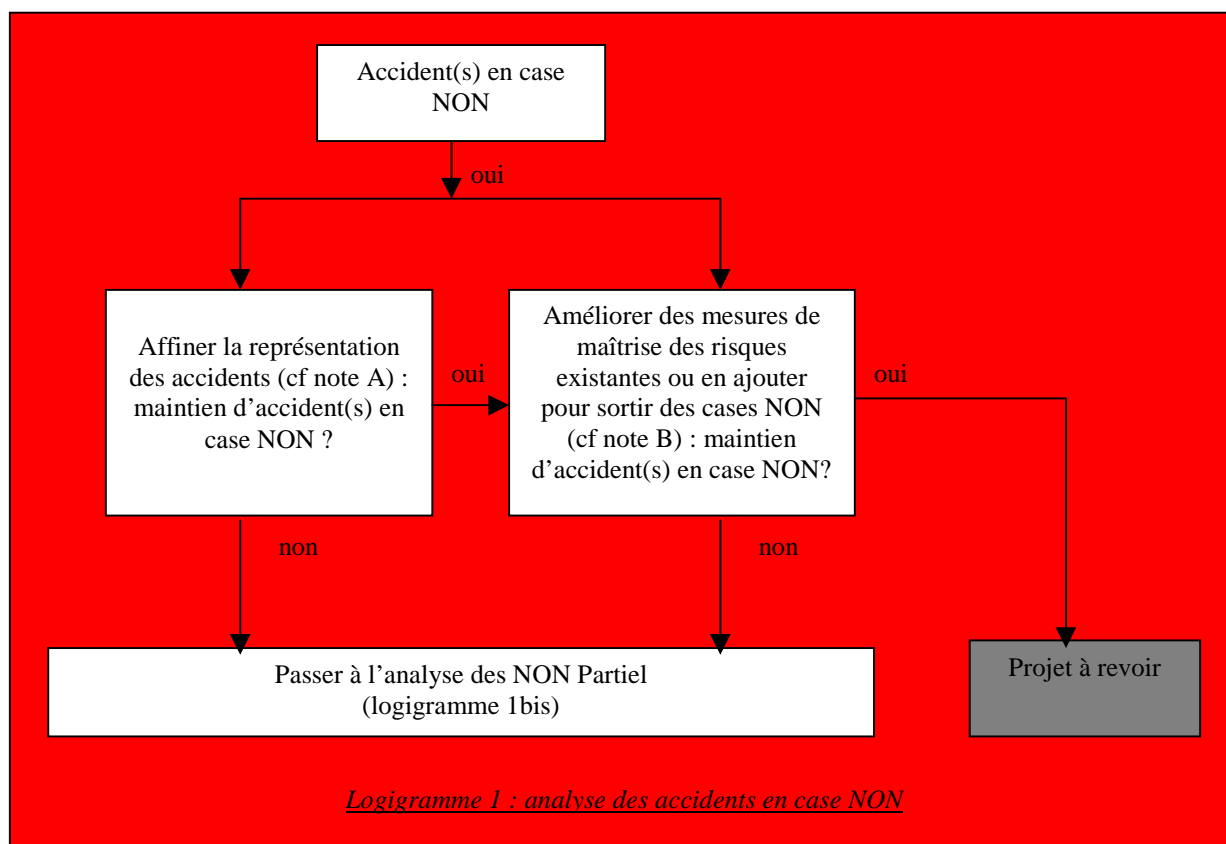 Accident(s) en case
NON
oui
Affiner la représentation
des accidents (cf note A) :
maintien d'accident(s) en
case NON ?
oui
Améliorer des mesures de
maîtrise des risques
existantes ou en ajouter
pour sortir des cases NON
(cf note B) : maintien
d'accident(s) en case NON?
oui
non
non
Passer à l'analyse des NON Partiel
(logigramme 1bis)
Projet à revoir
Logigramme 1 : analyse des accidents en case NON